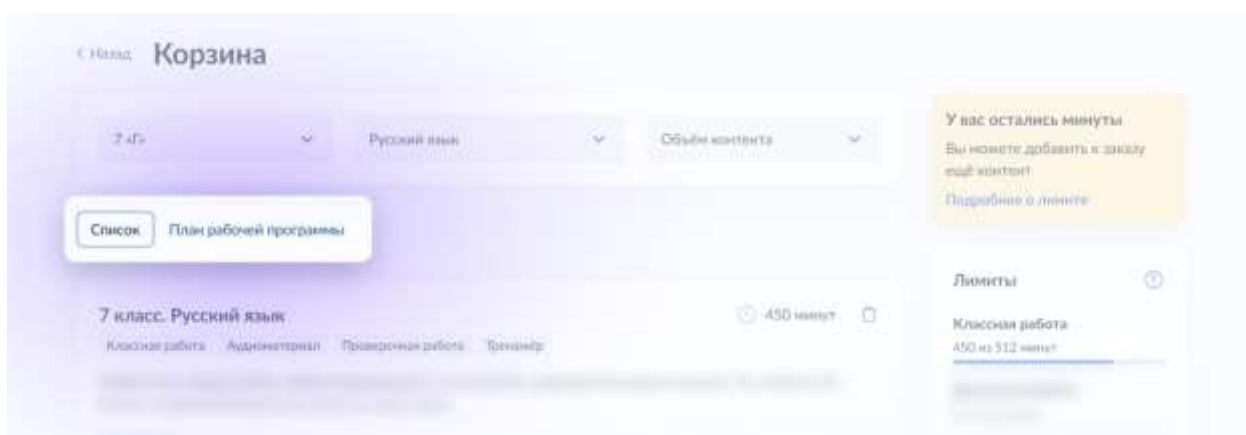 < Назад Корзина
7 «Г» Русский язык Объём контента
У вас остались минуты
Вы можете добавить к заказу
ещё контент
Подробнее о лимите
Список План рабочей программы
7 класс. Русский язык 450 минут
Классная работа Аудиоматериал Проверочная работа Тренажёр
Лимиты
Классная работа
450 из 512 минут